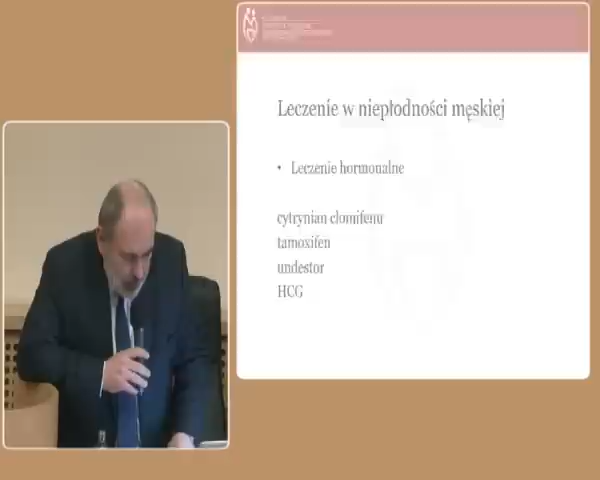 Leczenie w niepłodności męskiej
• Leczenie hormonalne
cytrynian clomifenu
tamoxifen
undestor
HCG